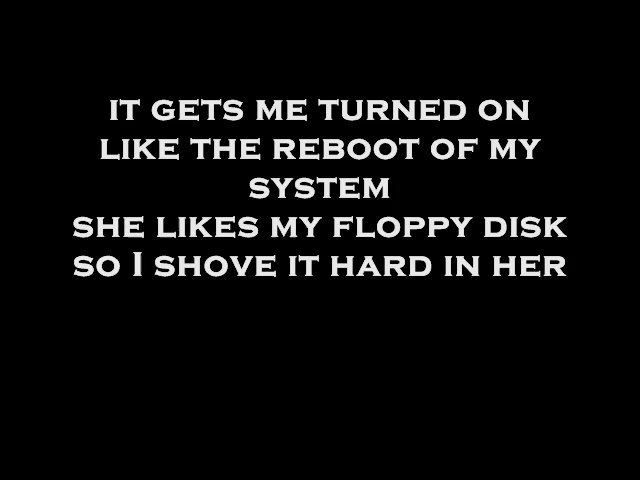 IT GETS ME TURNED ON
LIKE THE REBOOT OF MY
SYSTEM
SHE LIKES MY FLOPPY DISK
SO I SHOVE IT HARD IN HER